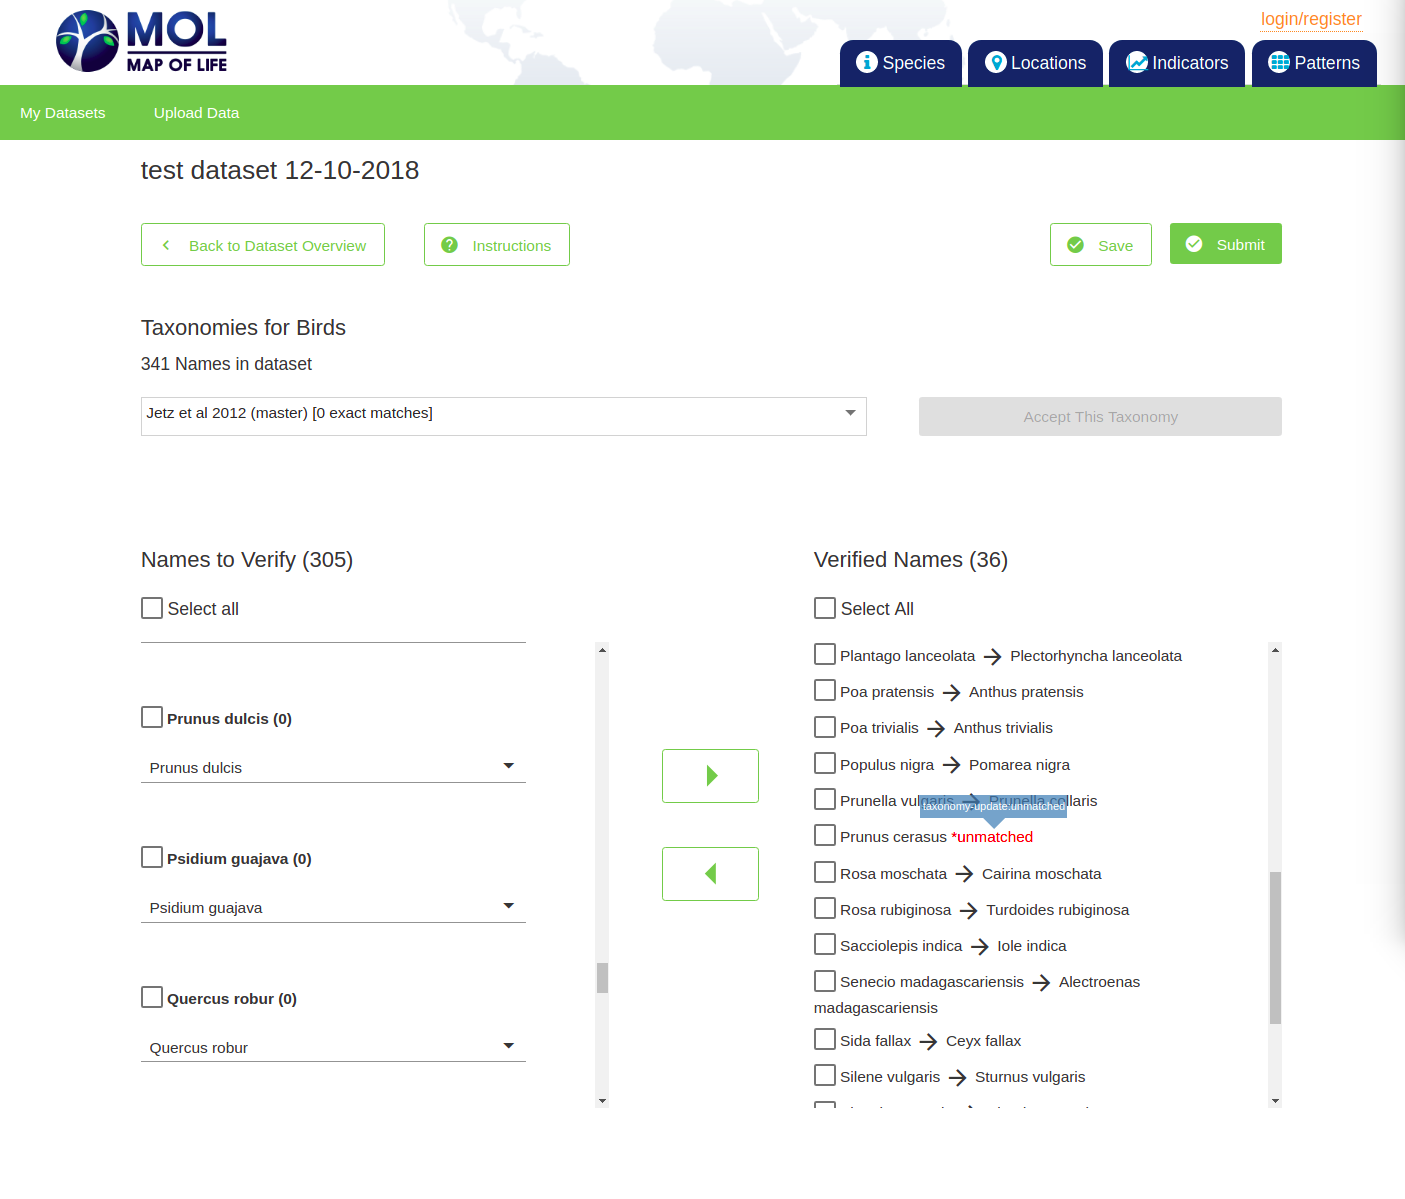 MOL
MAP OF LIFE
login/register
Species
Locations
Indicators
Patterns
My Datasets
Upload Data
test dataset 12-10-2018
Back to Dataset Overview
Instructions
Save
Submit
Taxonomies for Birds
341 Names in dataset
Jetz et al 2012 (master) [0 exact matches]
Accept This Taxonomy
Names to Verify (305)
Select all
Prunus dulcis (0)
Prunus dulcis
Psidium guajava (0)
Psidium guajava
Quercus robur (0)
Quercus robur
Verified Names (36)
Select All
Plantago lanceolata → Plectorhyncha lanceolata
Poa pratensis → Anthus pratensis
Poa trivialis → Anthus trivialis
Populus nigra → Pomarea nigra
Prunella vulgaris → Prunella collaris
taxonomy-update.unmatched
Prunus cerasus *unmatched
Rosa moschata → Cairina moschata
Rosa rubiginosa → Turdoides rubiginosa
Sacciolepis indica → Iole indica
Senecio madagascariensis → Alectroenas
madagascariensis
Sida fallax → Ceyx fallax
Silene vulgaris → Sturnus vulgaris